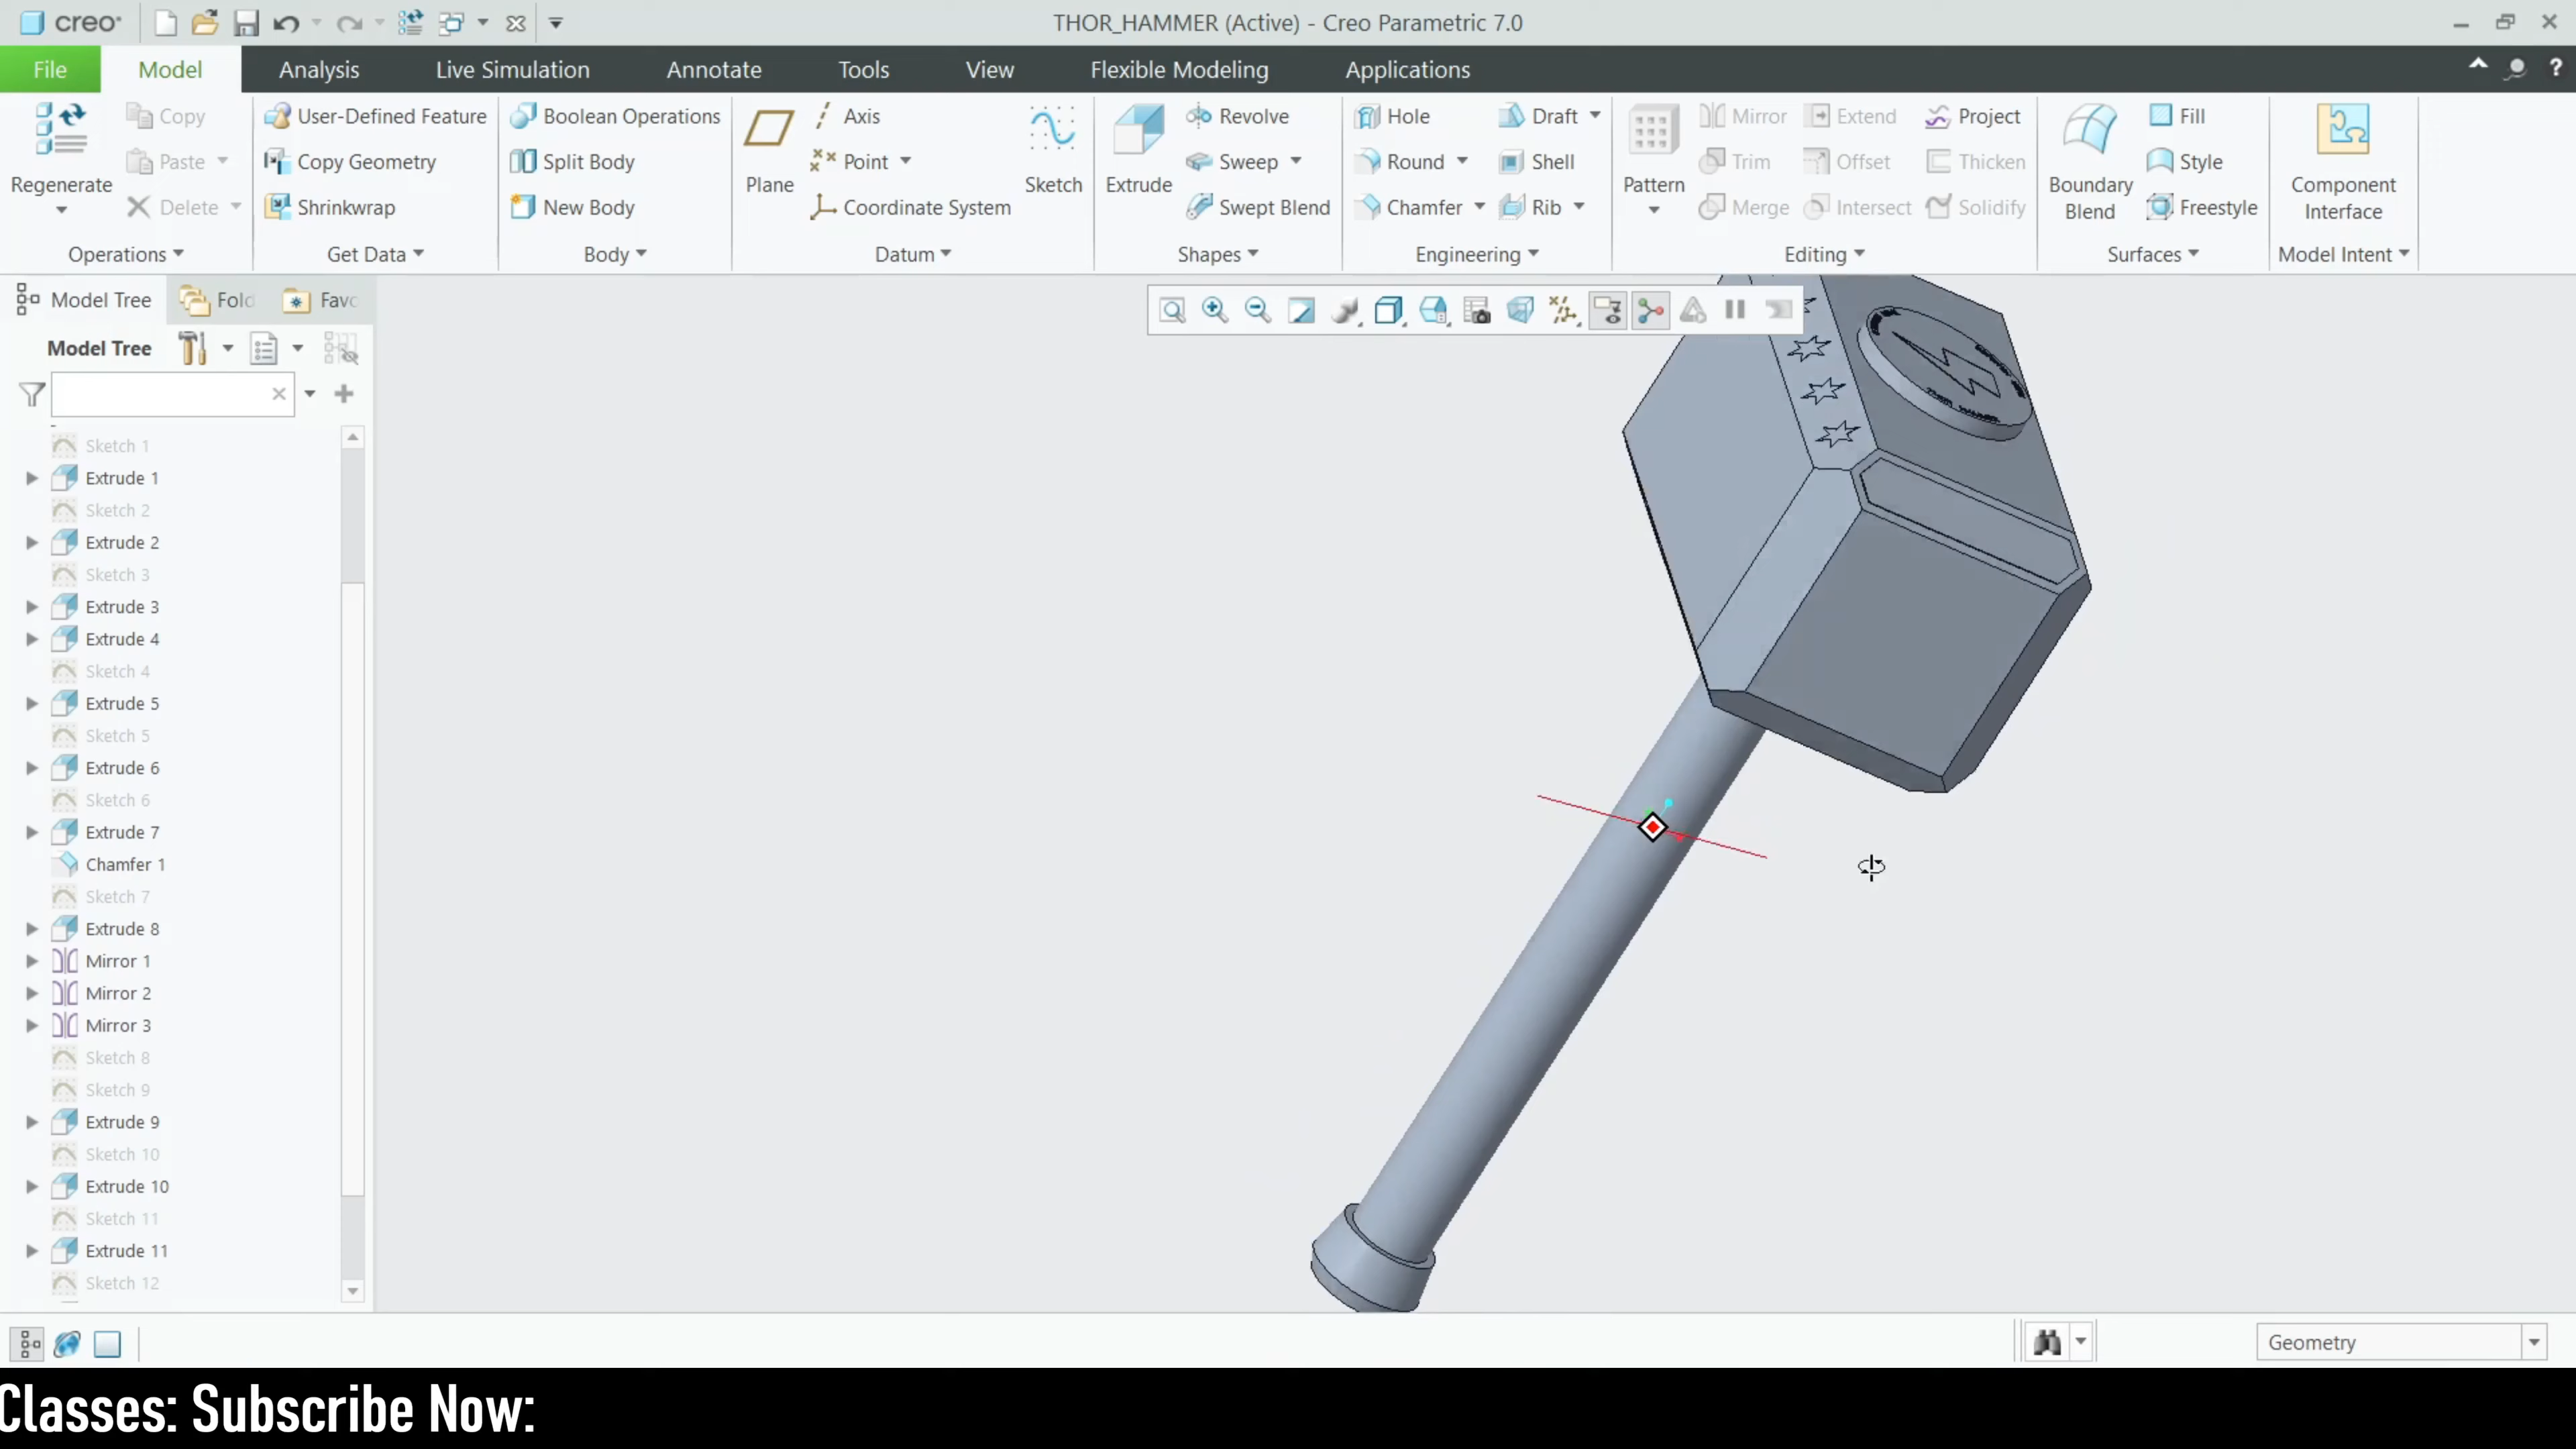 creo
THOR_HAMMER (Active) - Creo Parametric 7.0
File Model Analysis Live Simulation Annotate Tools View Flexible Modeling Applications
Regenerate
Copy
Paste
Delete
Operations
User-Defined Feature
Copy Geometry
Shrinkwrap
Get Data
Boolean Operations
Split Body
New Body
Body
Plane
Axis
Point
Coordinate System
Sketch
Datum
Extrude
Revolve
Sweep
Swept Blend
Shapes
Hole
Round
Chamfer
Draft
Shell
Rib
Engineering
Pattern
Mirror
Trim
Merge
Extend
Offset
Intersect
Project
Thicken
Solidify
Editing
Boundary
Blend
Fill
Style
Freestyle
Surfaces
Component
Interface
Model Intent
Model Tree Fold Favo
Model Tree
Sketch 1
Extrude 1
Sketch 2
Extrude 2
Sketch 3
Extrude 3
Extrude 4
Sketch 4
Extrude 5
Sketch 5
Extrude 6
Sketch 6
Extrude 7
Chamfer 1
Sketch 7
Extrude 8
Mirror 1
Mirror 2
Mirror 3
Sketch 8
Sketch 9
Extrude 9
Sketch 10
Extrude 10
Sketch 11
Extrude 11
Sketch 12
Geometry
Classes: Subscribe Now: